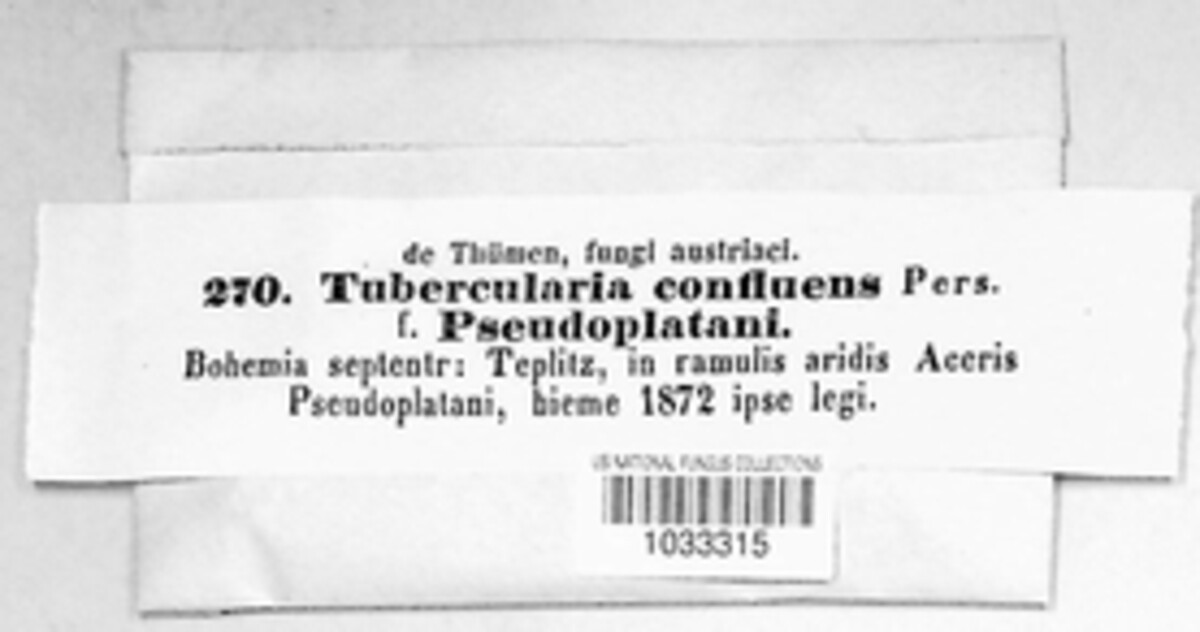 de Thümen, fungi austriaci.
270. Tubercularia confluens Pers.
f. Pseudoplatani.
Bohemia septentr: Teplitz, in ramulis aridis Aceris
Pseudoplatani, hieme 1872 ipse legi.
US NATIONAL FUNGUS COLLECTIONS
1033315